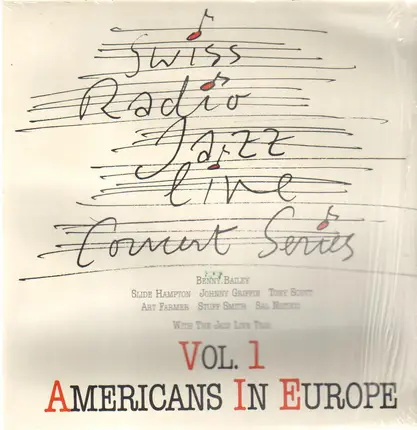 Swiss
Radio
Jazz
Live
Concert Series
BENNY BAILEY
SLIDE HAMPTON JOHNNY GRIFFIN TONY SCOTT
ART FARMER STUFF SMITH SAL NISTICO
WITH THE JAZZ LIVE TRIO
VOL. 1
AMERICANS IN EUROPE